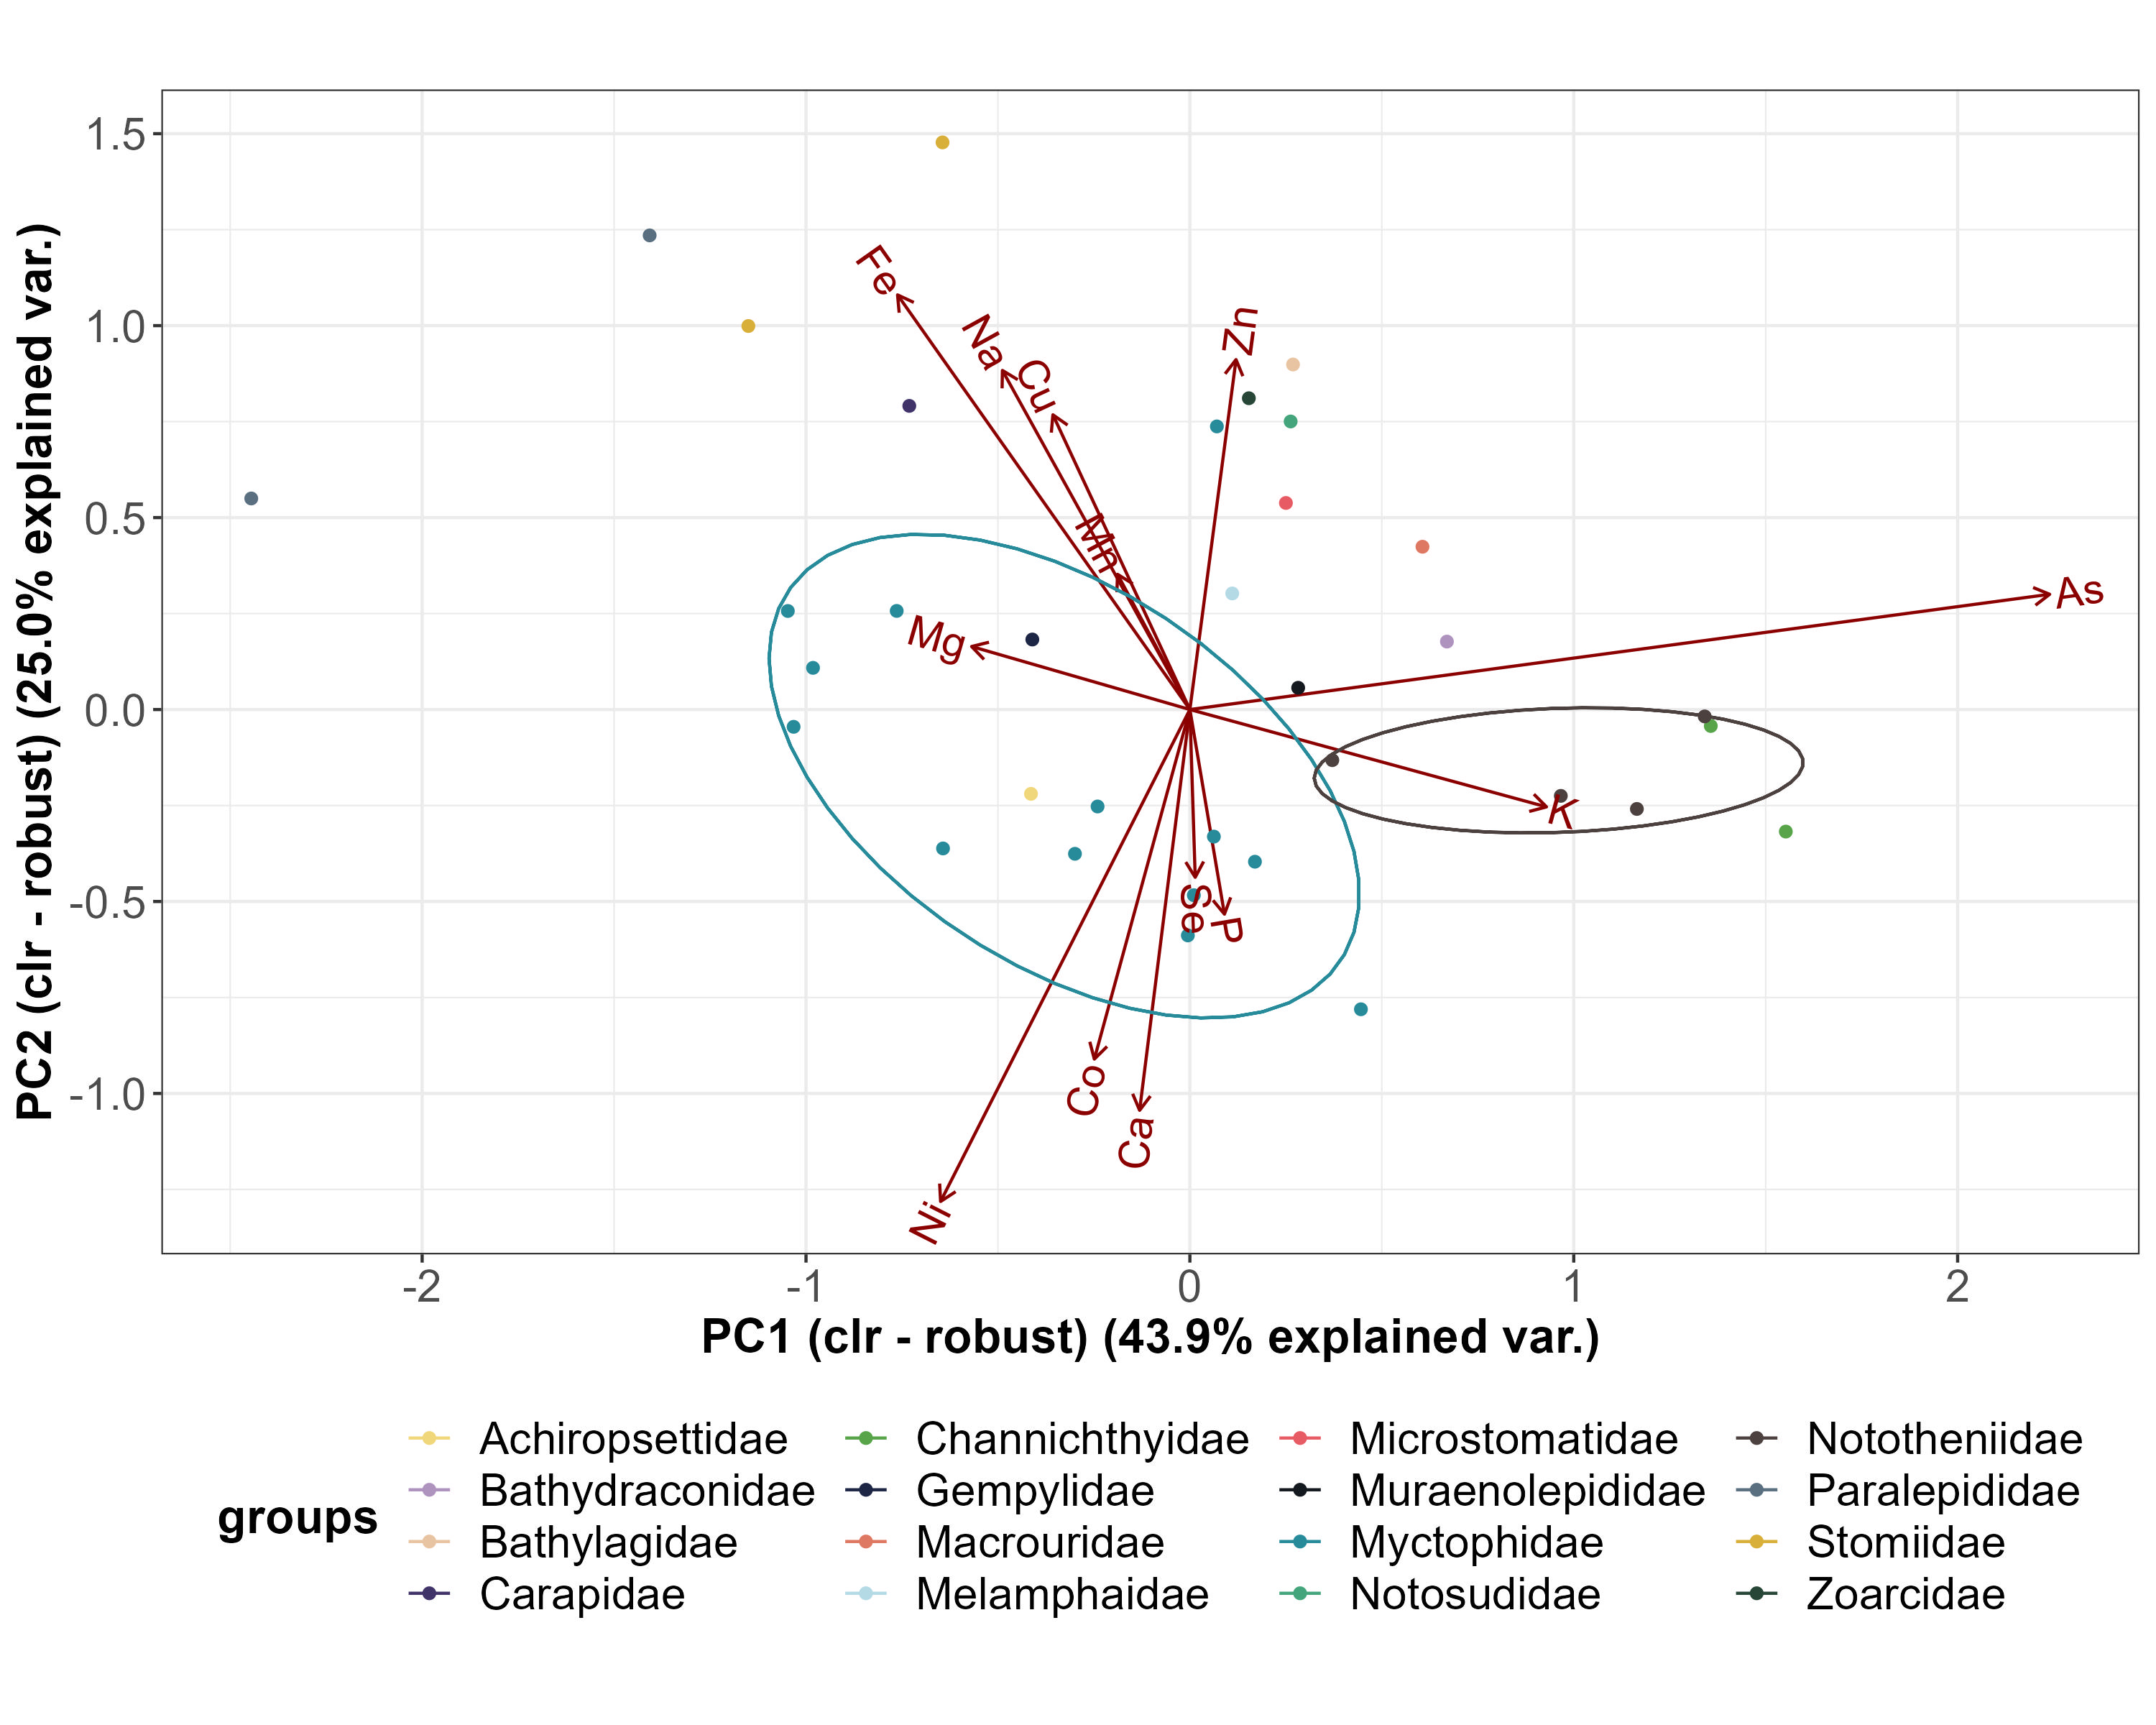 PC2 (clr - robust) (25.0% explained var.)
1.5
1.0
0.5
0.0
-0.5
-1.0
Fe
Na
Cu
Zn
Mn
As
Mg
K
Se
P
Co
Ca
Ni
-2 -1 0 1 2
PC1 (clr - robust) (43.9% explained var.)
groups
Achiropsettidae Channichthyidae Microstomatidae Nototheniidae
Bathydraconidae Gempylidae Muraenolepididae Paralepididae
Bathylagidae Macrouridae Myctophidae Stomiidae
Carapidae Melamphaidae Notosudidae Zoarcidae